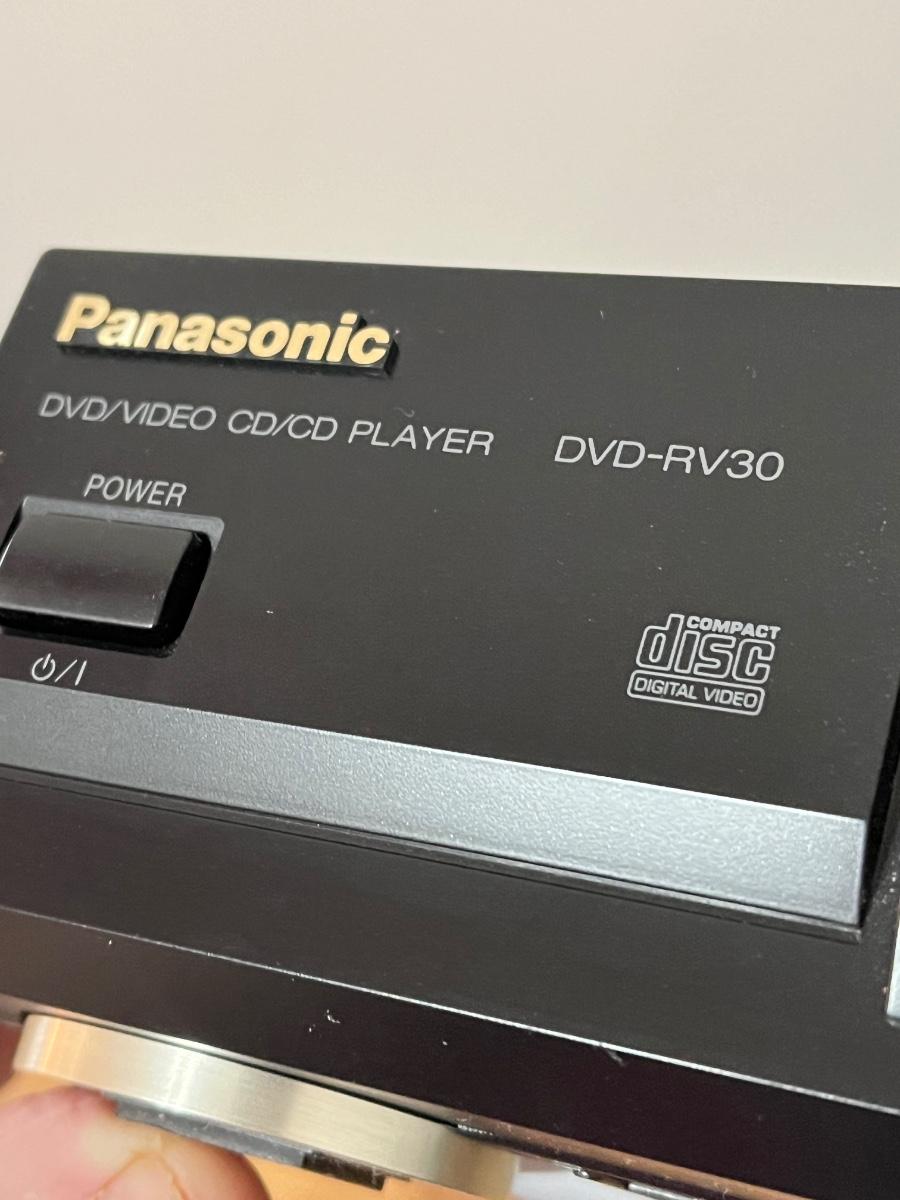 Panasonic
DVD/VIDEO CD/CD PLAYER DVD-RV30
POWER
⏻/I
COMPACT
disc
DIGITAL VIDEO